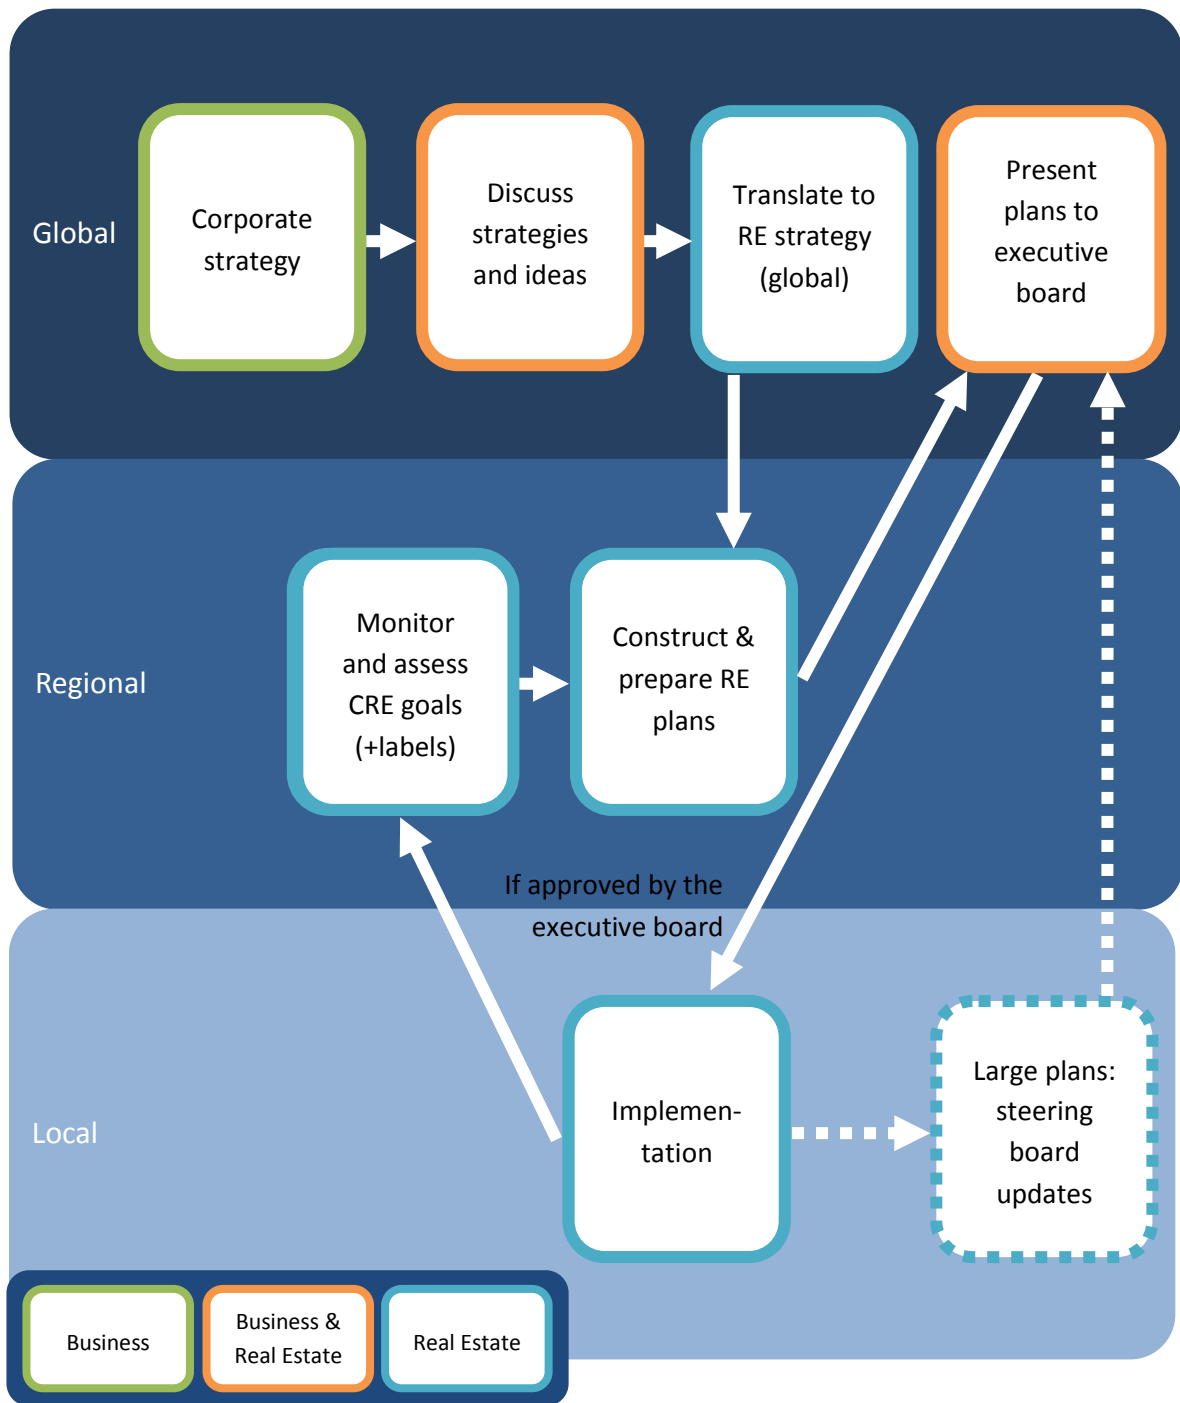 Global
Corporate
strategy
Discuss
strategies
and ideas
Translate to
RE strategy
(global)
Present
plans to
executive
board
Regional
Monitor
and assess
CRE goals
(+labels)
Construct &
prepare RE
plans
If approved by the
executive board
Local
Implemen-
tation
Large plans:
steering
board
updates
Business
Business &
Real Estate
Real Estate